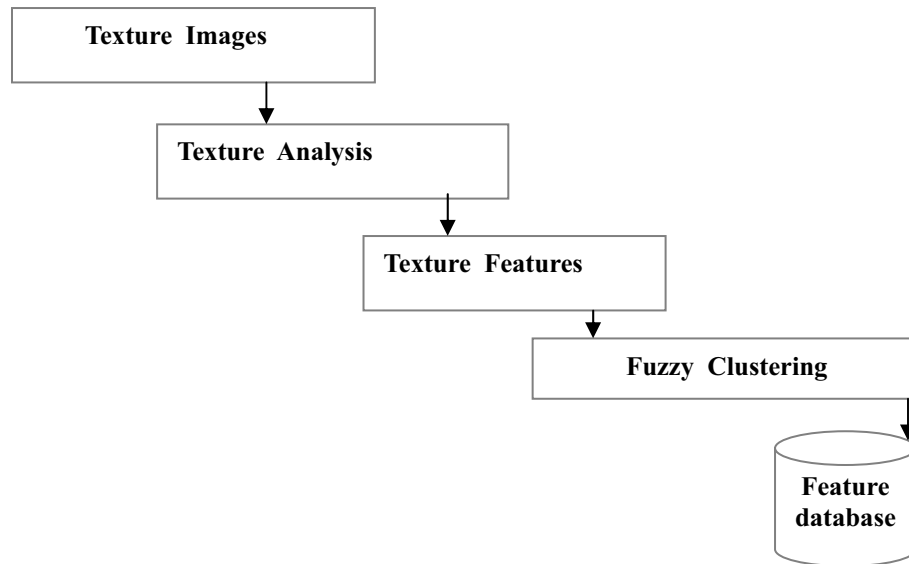 Texture Images
Texture Analysis
Texture Features
Fuzzy Clustering
Feature
database